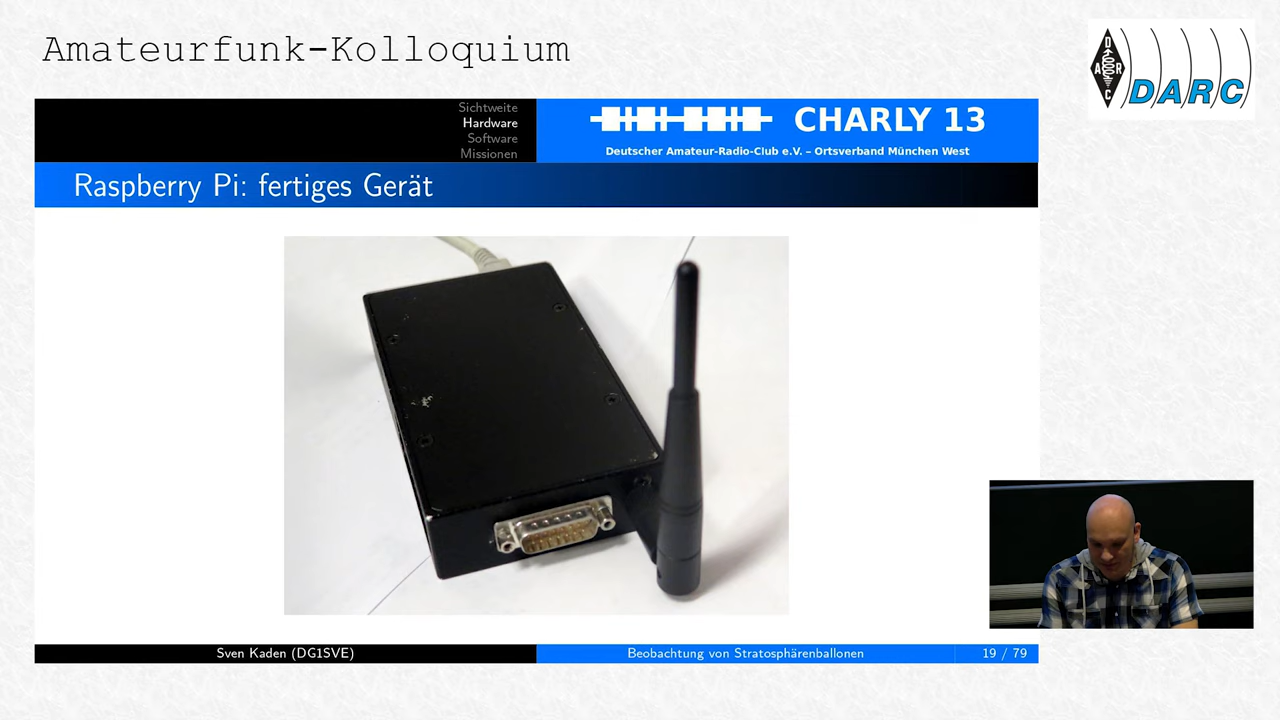 Amateurfunk-Kolloquium
D
A R
C
DARC
Sichtweite
Hardware
Software
Missionen
CHARLY 13
Deutscher Amateur-Radio-Club e.V. – Ortsverband München West
Raspberry Pi: fertiges Gerät
Sven Kaden (DG1SVE)
Beobachtung von Stratosphärenballonen
19 / 79